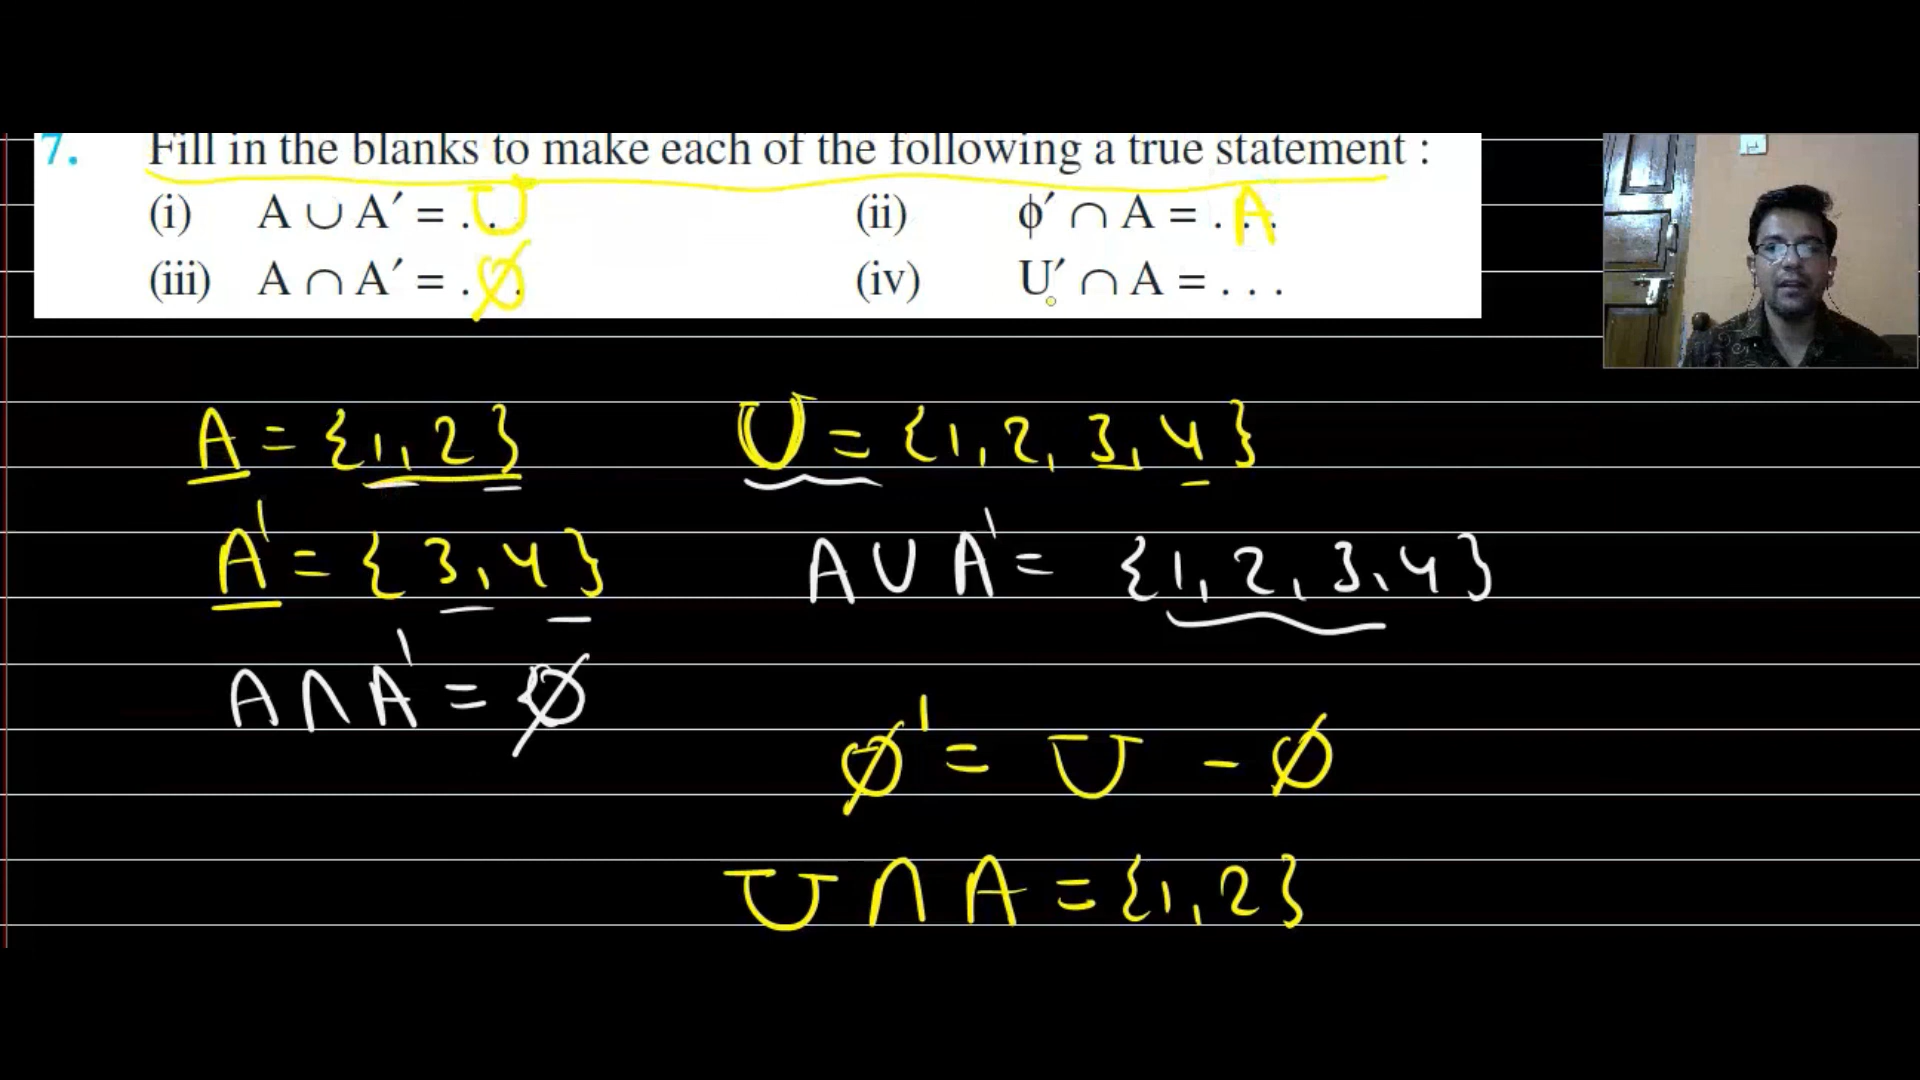 7. Fill in the blanks to make each of the following a true statement :
(i) A ∪ A′ = . U . (ii) ϕ′ ∩ A = . A .
(iii) A ∩ A′ = . Ø . (iv) U′ ∩ A = . . .
A = {1, 2} U = {1, 2, 3, 4}
A' = {3, 4} A ∪ A' = {1, 2, 3, 4}
A ∩ A' = Ø
Ø' = U - Ø
U ∩ A = {1, 2}